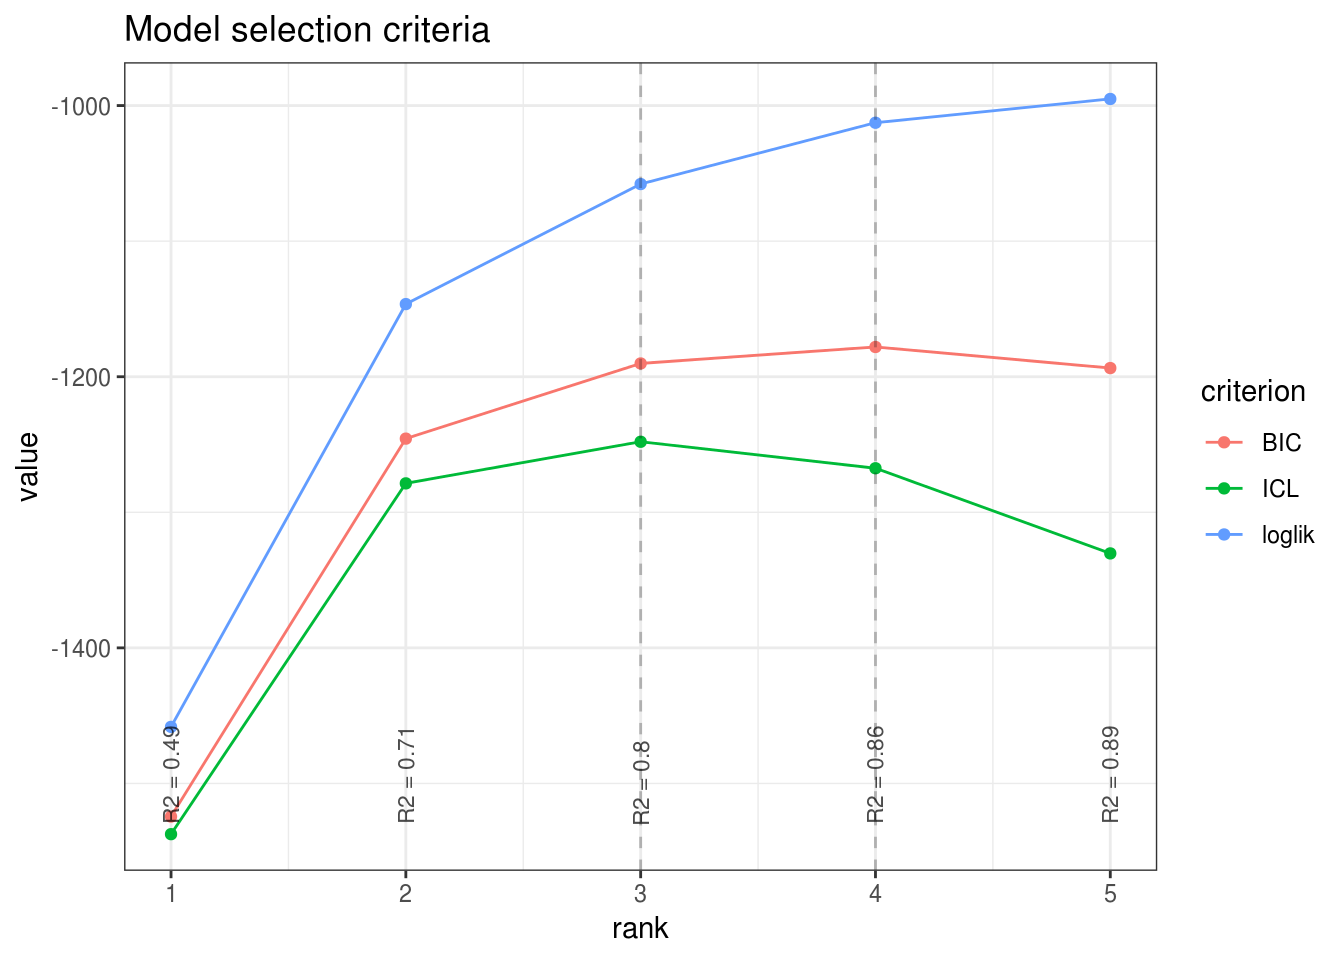 Model selection criteria
value
-1000
-1200
-1400
R2 = 0.49
R2 = 0.71
R2 = 0.8
R2 = 0.86
R2 = 0.89
1
2
3
4
5
rank
criterion
BIC
ICL
loglik